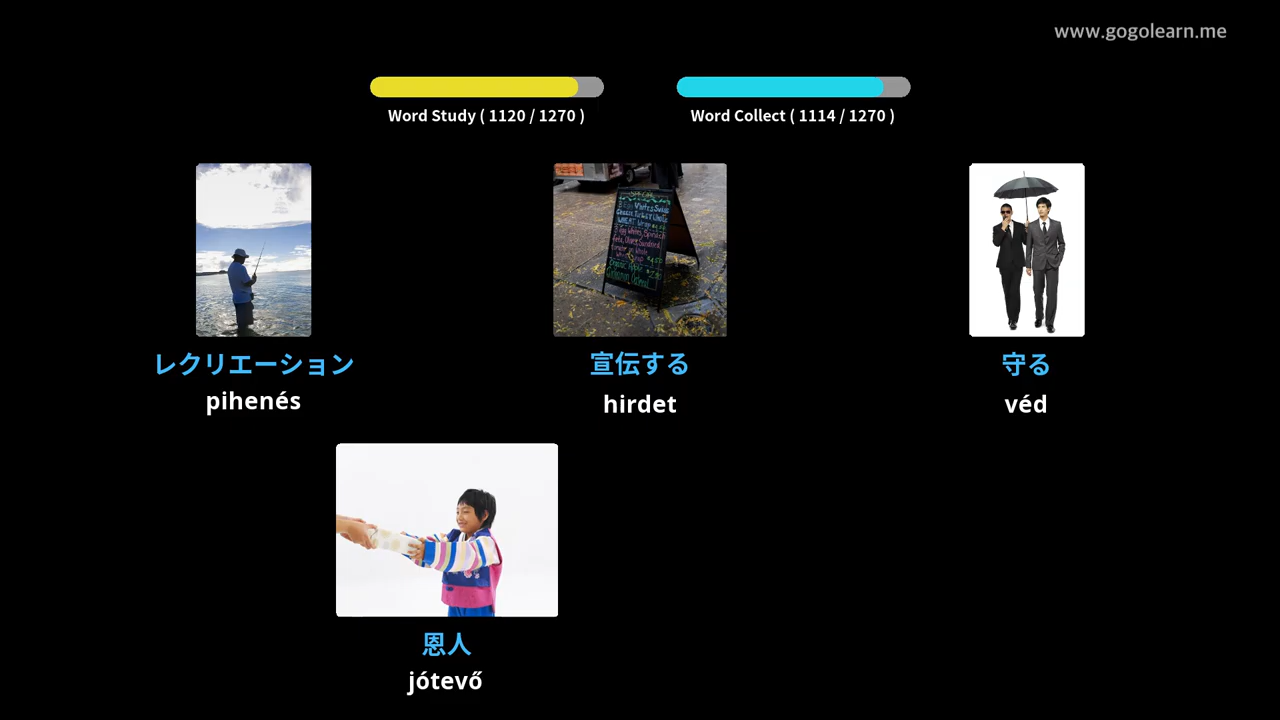 www.gogolearn.me
Word Study ( 1120 / 1270 )
Word Collect ( 1114 / 1270 )
レクリエーション
宣伝する
守る
pihenés
hirdet
véd
恩人
jótevő